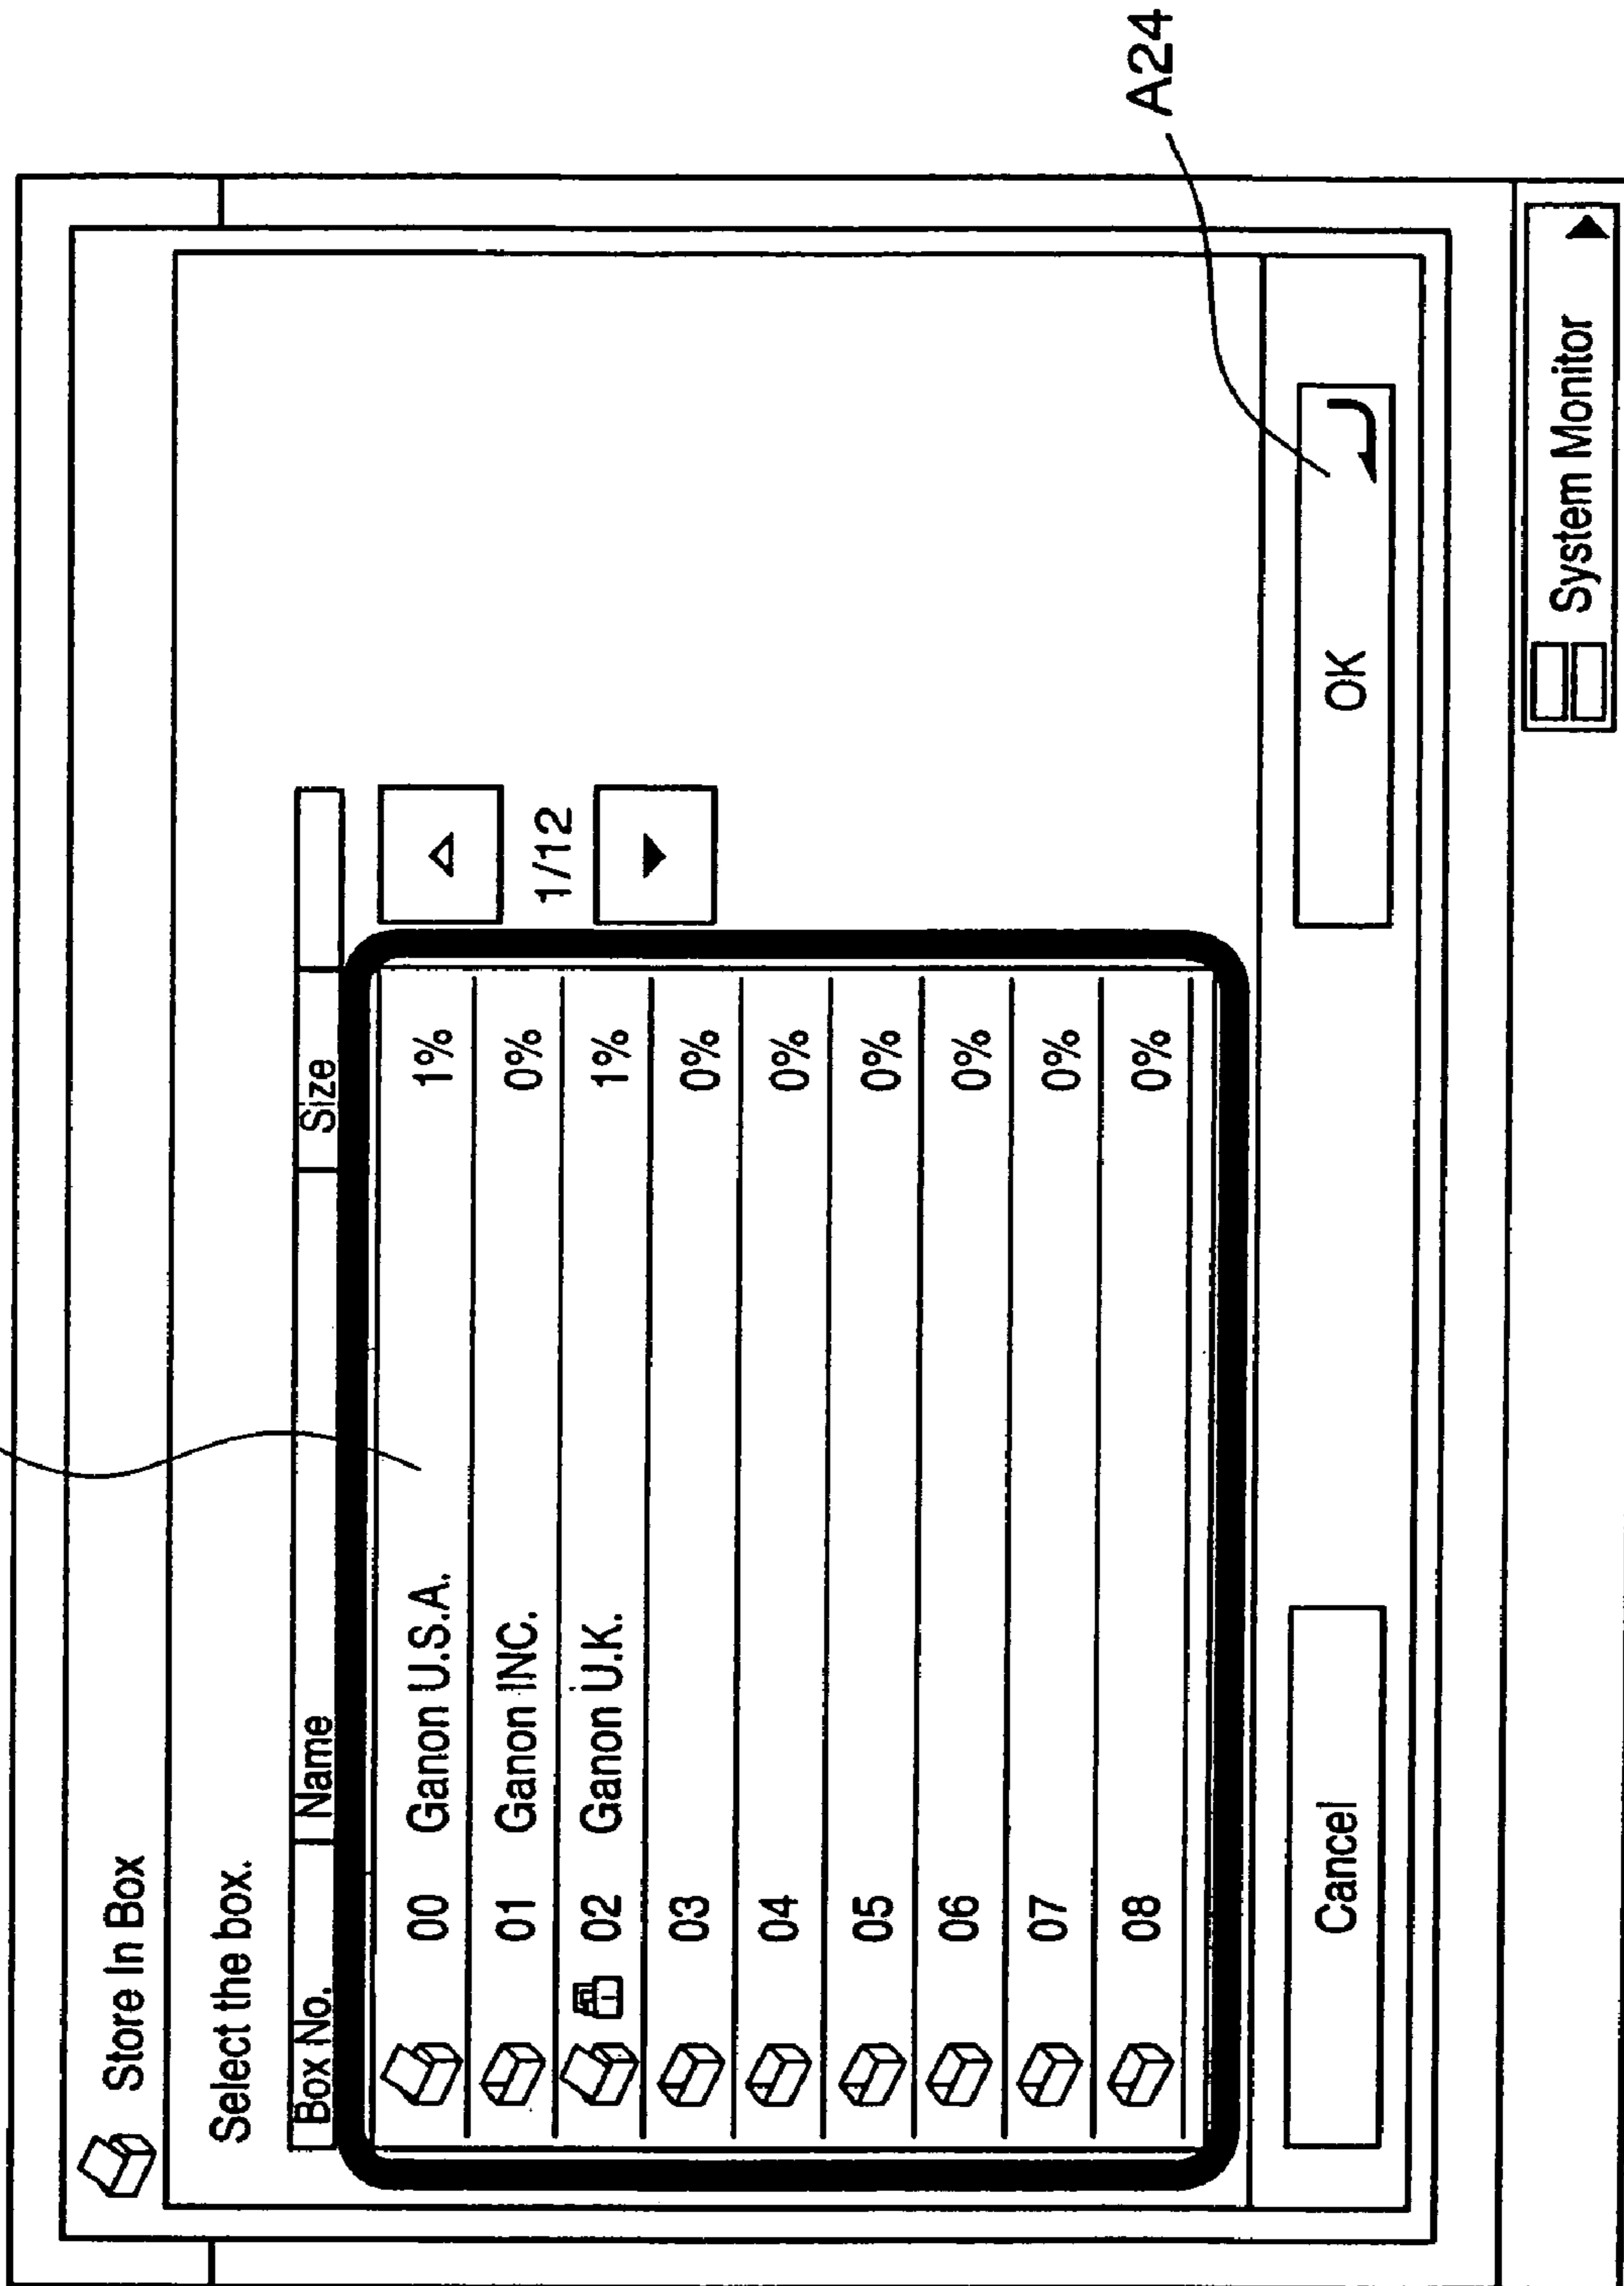 Store In Box
Select the box.
Box No. Name Size
00 Ganon U.S.A. 1%
01 Ganon INC. 0%
02 Ganon U.K. 1%
03 0%
04 0%
05 0%
06 0%
07 0%
08 0%
1/12
Cancel OK
A24
System Monitor